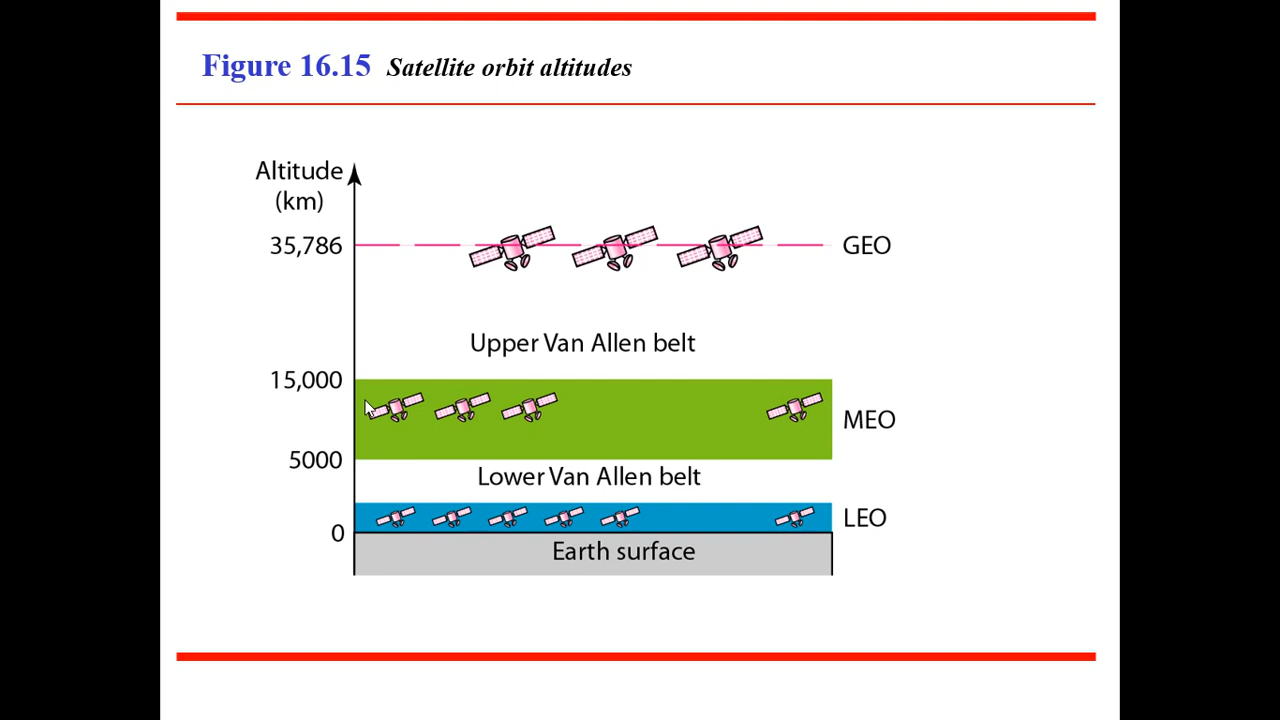 Figure 16.15 Satellite orbit altitudes
Altitude
(km)
35,786
GEO
Upper Van Allen belt
15,000
MEO
5000
Lower Van Allen belt
LEO
0
Earth surface